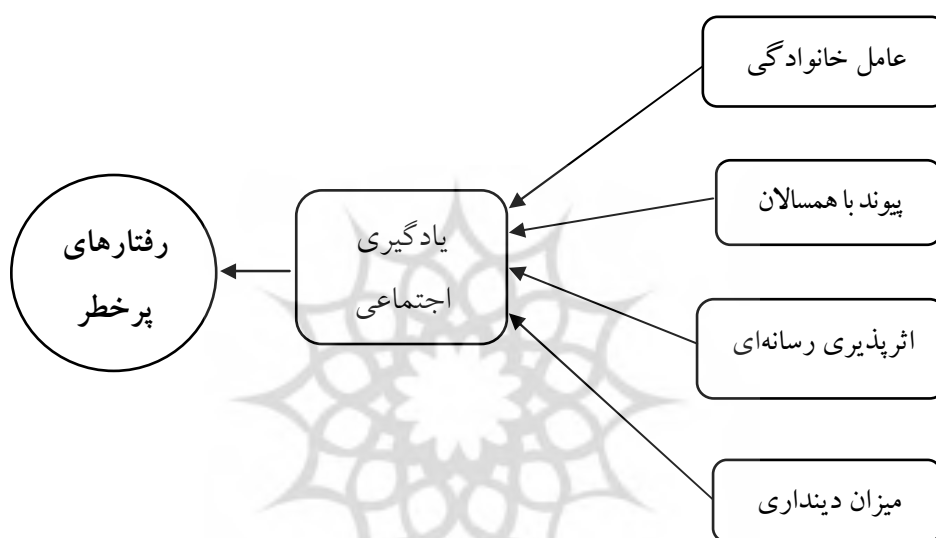 عامل خانوادگی
پیوند با همسالان
اثرپذیری رسانه‌ای
میزان دینداری
یادگیری
اجتماعی
رفتارهای
پرخطر